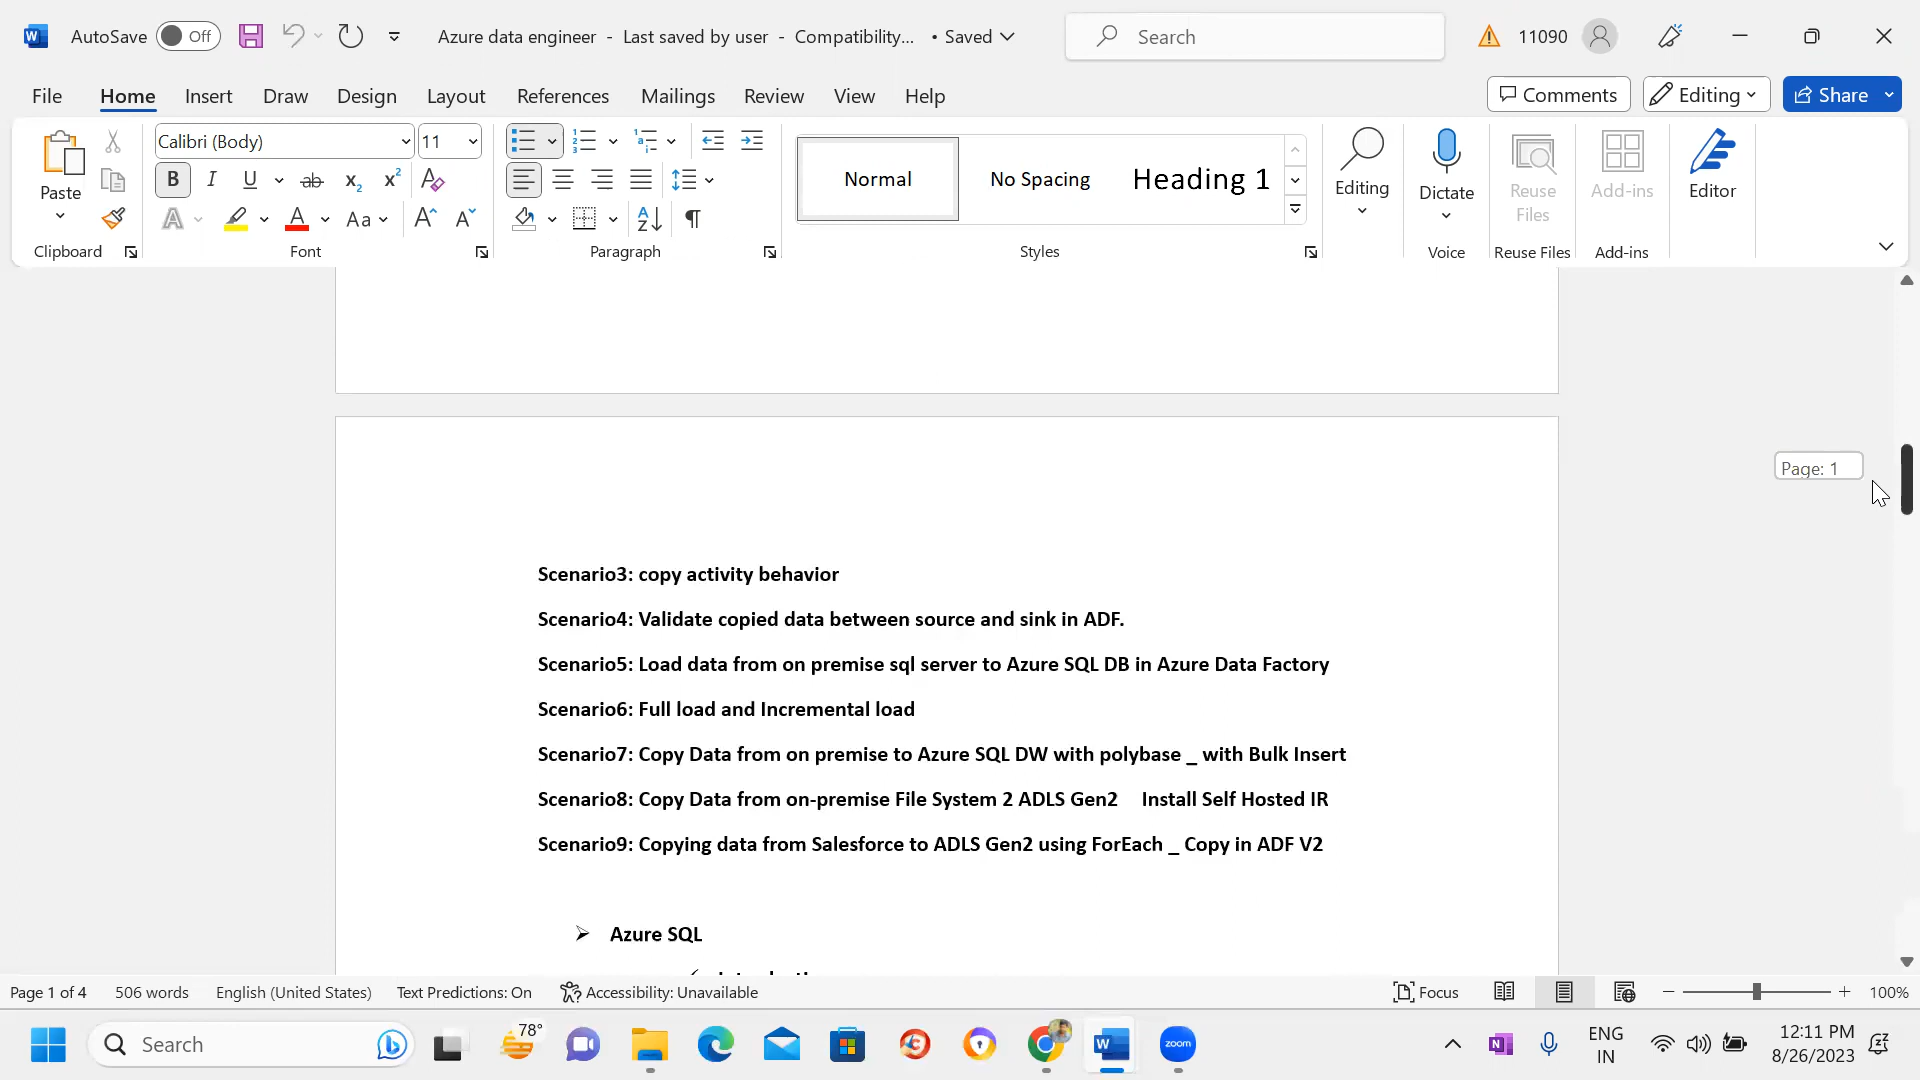 AutoSave Off Azure data engineer - Last saved by user - Compatibility... • Saved Search 11090
File Home Insert Draw Design Layout References Mailings Review View Help Comments Editing Share
Paste Calibri (Body) 11 Normal No Spacing Heading 1 Editing Dictate Reuse Files Add-ins Editor
Clipboard Font Paragraph Styles Voice Reuse Files Add-ins
Page: 1
Scenario3: copy activity behavior
Scenario4: Validate copied data between source and sink in ADF.
Scenario5: Load data from on premise sql server to Azure SQL DB in Azure Data Factory
Scenario6: Full load and Incremental load
Scenario7: Copy Data from on premise to Azure SQL DW with polybase _ with Bulk Insert
Scenario8: Copy Data from on-premise File System 2 ADLS Gen2 Install Self Hosted IR
Scenario9: Copying data from Salesforce to ADLS Gen2 using ForEach _ Copy in ADF V2
➢ Azure SQL
Page 1 of 4 506 words English (United States) Text Predictions: On Accessibility: Unavailable Focus 100%
Search 78° zoom ENG IN 12:11 PM 8/26/2023